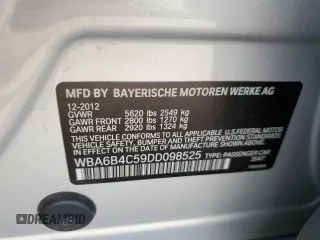 MFD BY BAYERISCHE MOTOREN WERKE AG
12-2012
GVWR 5620 lbs 2549 kg
GAWR FRONT 2800 lbs 1270 kg
GAWR REAR 2920 lbs 1324 kg
THIS VEHICLE CONFORMS TO ALL APPLICABLE
FEDERAL MOTOR VEHICLE SAFETY, BUMPER AND
THEFT PREVENTION STANDARDS IN EFFECT ON THE
DATE OF MANUFACTURE SHOWN ABOVE.
WBA6B4C59DD098525 TYPE: PASSENGER CAR
DREAMBID